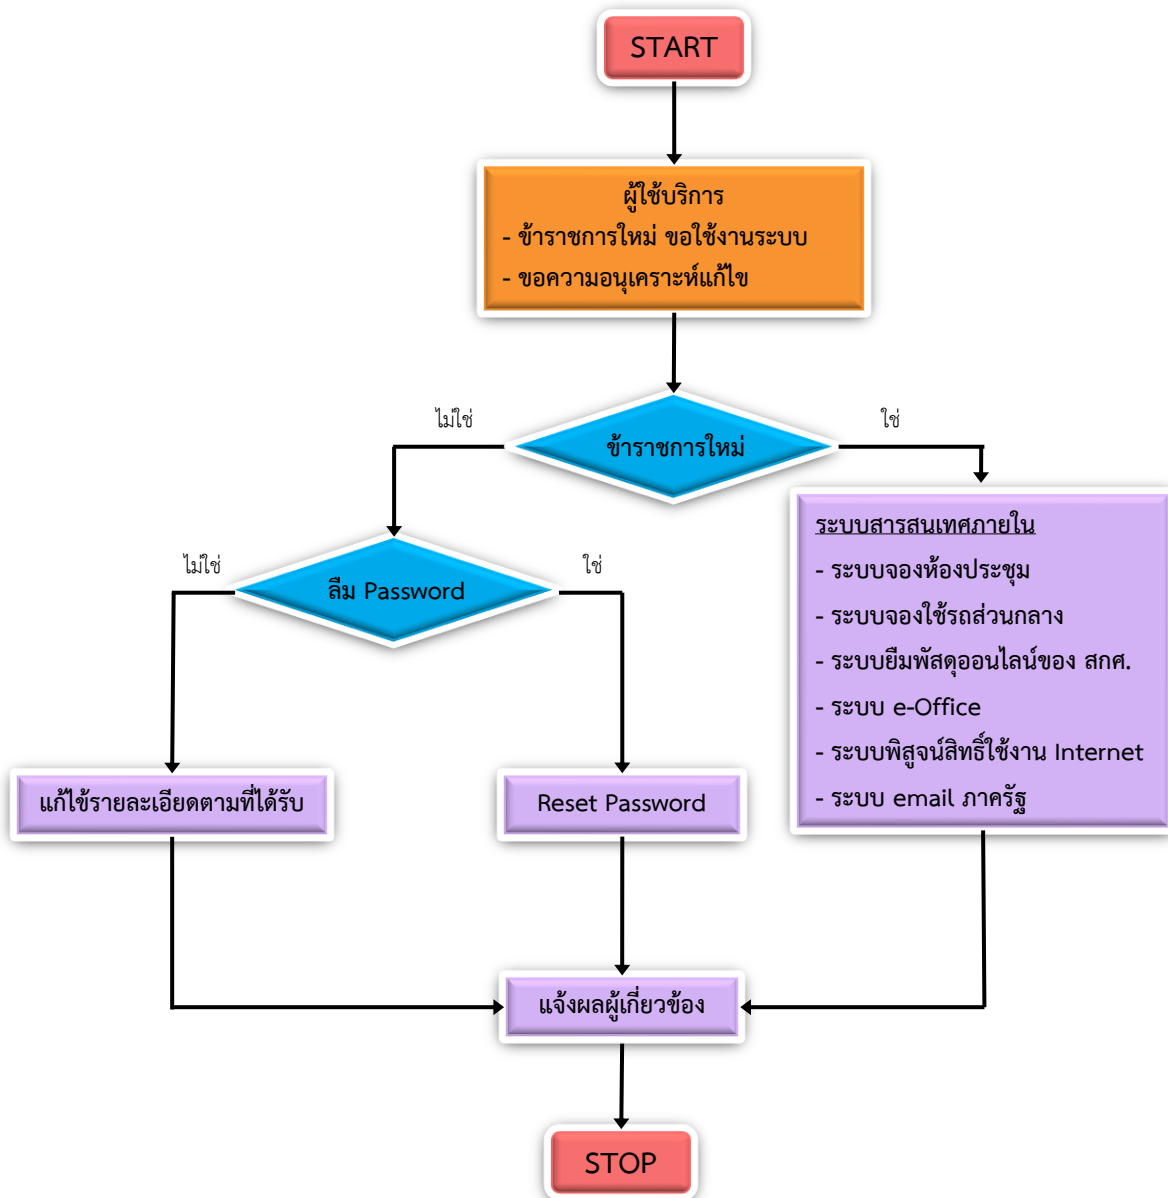 START
ผู้ใช้บริการ
- ข้าราชการใหม่ ขอใช้งานระบบ
- ขอความอนุเคราะห์แก้ไข
ไม่ใช่
ใช่
ข้าราชการใหม่
ระบบสารสนเทศภายใน
- ระบบจองห้องประชุม
- ระบบจองใช้รถส่วนกลาง
- ระบบยืมพัสดุออนไลน์ของ สกศ.
- ระบบ e-Office
- ระบบพิสูจน์สิทธิ์ใช้งาน Internet
- ระบบ email ภาครัฐ
ไม่ใช่
ใช่
ลืม Password
แก้ไข้รายละเอียดตามที่ได้รับ
Reset Password
แจ้งผลผู้เกี่ยวข้อง
STOP